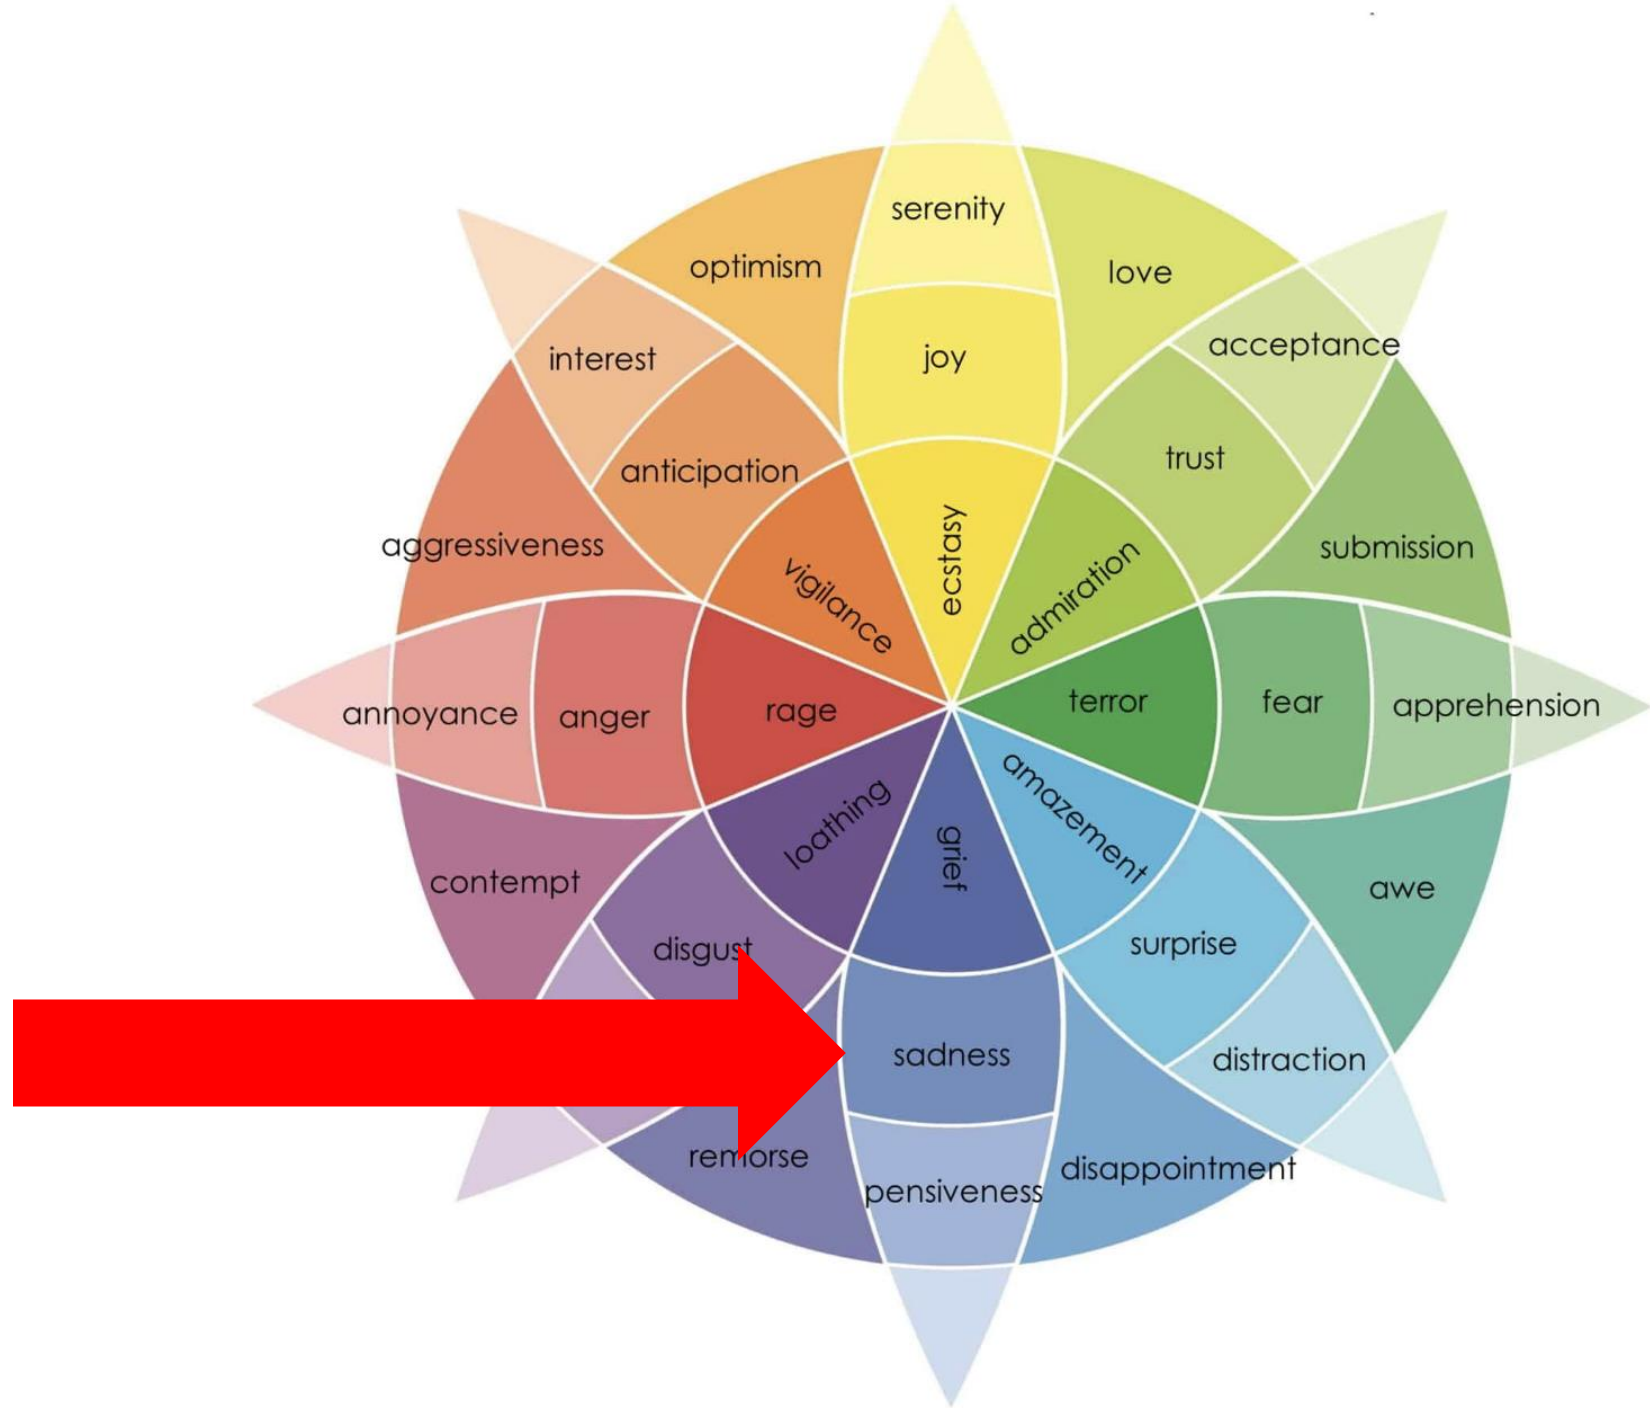 serenity
optimism
love
interest
joy
acceptance
anticipation
trust
aggressiveness
vigilance
ecstasy
admiration
submission
annoyance
anger
rage
terror
fear
apprehension
loathing
grief
amazement
contempt
disgust
surprise
awe
sadness
distraction
remorse
pensiveness
disappointment